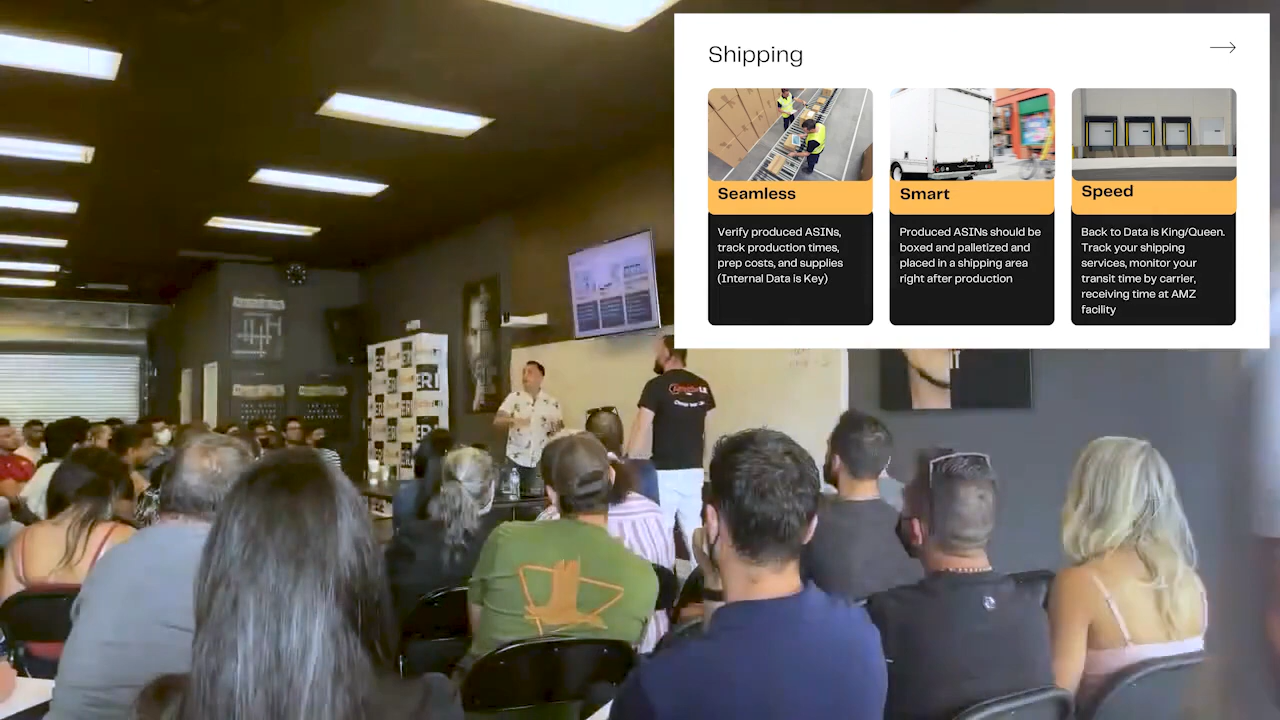 Shipping
Seamless
Verify produced ASINs,
track production times,
prep costs, and supplies
(Internal Data is Key)
Smart
Produced ASINs should be
boxed and palletized and
placed in a shipping area
right after production
Speed
Back to Data is King/Queen.
Track your shipping
services, monitor your
transit time by carrier,
receiving time at AMZ
facility